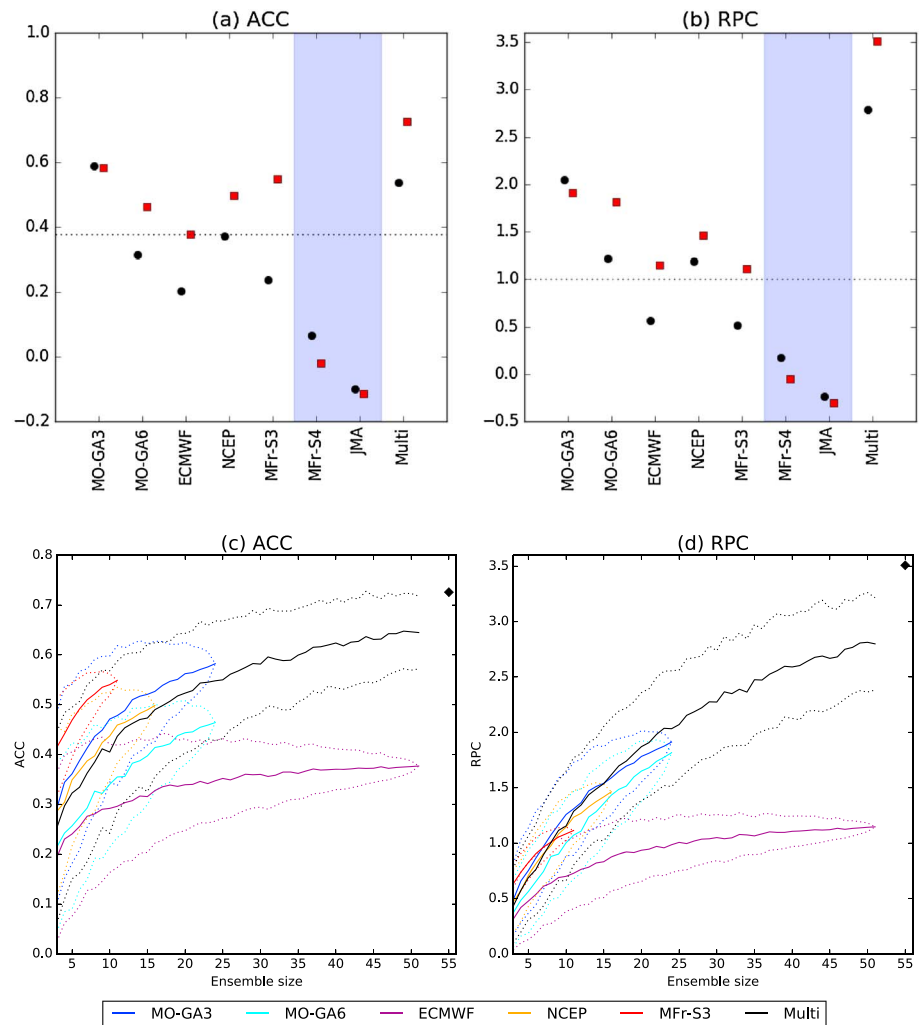 (a) ACC
1.0
0.8
0.6
0.4
0.2
0.0
−0.2
MO-GA3
MO-GA6
ECMWF
NCEP
MFr-S3
MFr-S4
JMA
Multi
(b) RPC
3.5
3.0
2.5
2.0
1.5
1.0
0.5
0.0
−0.5
MO-GA3
MO-GA6
ECMWF
NCEP
MFr-S3
MFr-S4
JMA
Multi
(c) ACC
ACC
0.8
0.7
0.6
0.5
0.4
0.3
0.2
0.1
0.0
5 10 15 20 25 30 35 40 45 50 55
Ensemble size
(d) RPC
RPC
3.5
3.0
2.5
2.0
1.5
1.0
0.5
0.0
5 10 15 20 25 30 35 40 45 50 55
Ensemble size
MO-GA3 MO-GA6 ECMWF NCEP MFr-S3 Multi